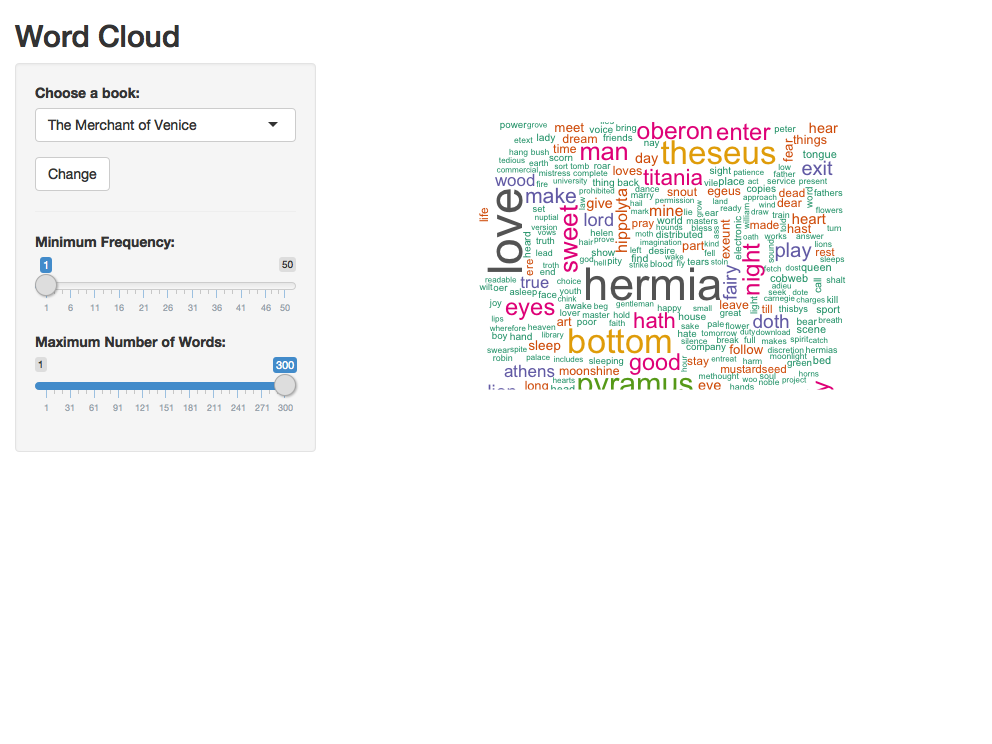 Word Cloud
Choose a book:
The Merchant of Venice
Change
Minimum Frequency:
1 50
1 6 11 16 21 26 31 36 41 46 50
Maximum Number of Words:
1 300
1 31 61 91 121 151 181 211 241 271 300
power grove meet voice bring oberon enter peter hear
etext lady dream friends nay things
hang bush time man day theseus fear tongue
tedious earth scorn sort tomb roar sight patience low exit
commercial mistress complete loves titania vile place act father service present
wood fire university thing back dance snout egeus copies dead fathers
make prohibited marry permission land approach dear word
love law give hail mine grow ready wind flowers
life set sweet lord hippolyta mark lie ear william draw train heart
nuptial pray world masters made told hast turn
version helen hounds bless ass electronic works answer
vows heard truth hair prove moth distributed exeunt oath lions
lead show imagination part kind night sound play rest
ere god left desire fell sleeps
troth hell pity find wake tears stoln fetch dost queen
end strike blood fly fairy seek cobweb call shalt
readable true choice hermia adieu dote
will oer asleep face youth light carnegie charges kill
joy eyes chink awake beg gentleman happy small leave till thisbys sport
lips lover master hold house great
art poor faith hath sake pale flower doth bear breath
wherefore heaven hate tomorrow duty download scene
boy hand library bottom silence break full makes spirit catch
swear spite sleep company follow discretion hermias
robin palace includes sleeping good hour stay entreat harm moonlight green bed
athens moonshine methought mustardseed horns
lion long hearts pyramus eye woo soul noble project
head hands y